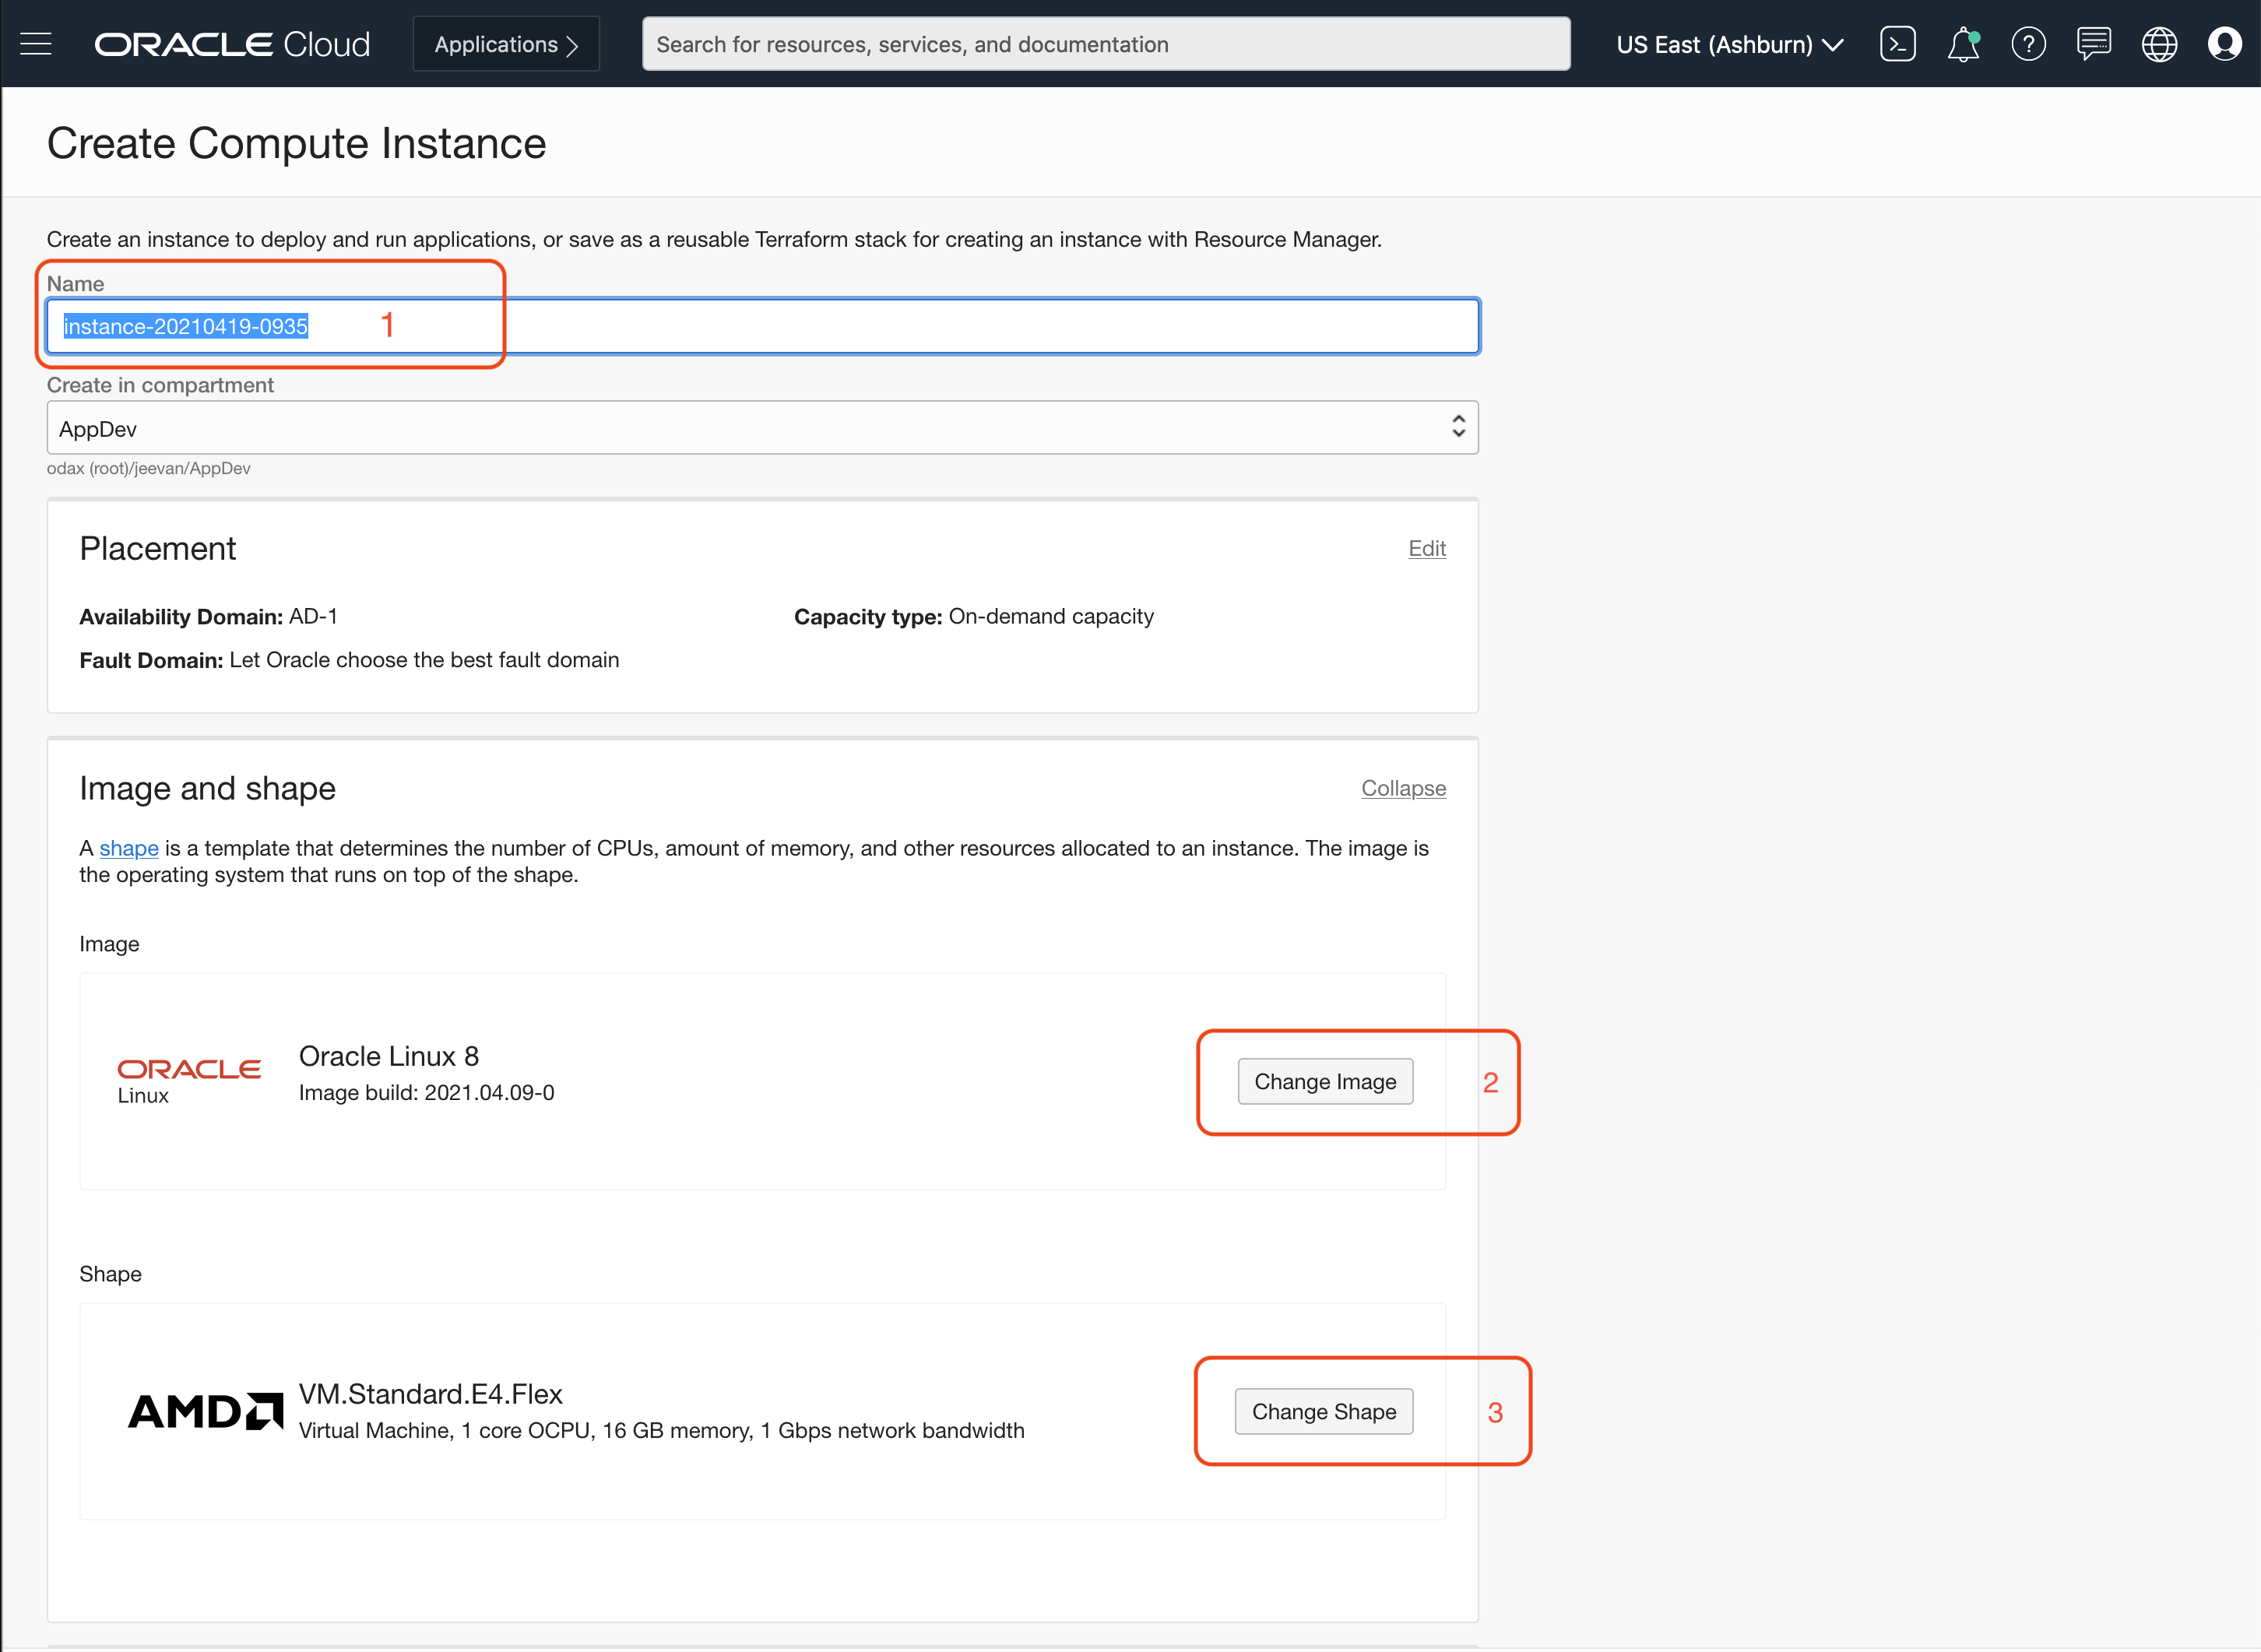 ORACLE Cloud
Applications
Search for resources, services, and documentation
US East (Ashburn)
Create Compute Instance
Create an instance to deploy and run applications, or save as a reusable Terraform stack for creating an instance with Resource Manager.
Name
instance-20210419-0935
1
Create in compartment
AppDev
odax (root)/jeevan/AppDev
Placement
Edit
Availability Domain: AD-1
Capacity type: On-demand capacity
Fault Domain: Let Oracle choose the best fault domain
Image and shape
Collapse
A shape is a template that determines the number of CPUs, amount of memory, and other resources allocated to an instance. The image is
the operating system that runs on top of the shape.
Image
ORACLE
Linux
Oracle Linux 8
Image build: 2021.04.09-0
Change Image
2
Shape
AMD
VM.Standard.E4.Flex
Virtual Machine, 1 core OCPU, 16 GB memory, 1 Gbps network bandwidth
Change Shape
3